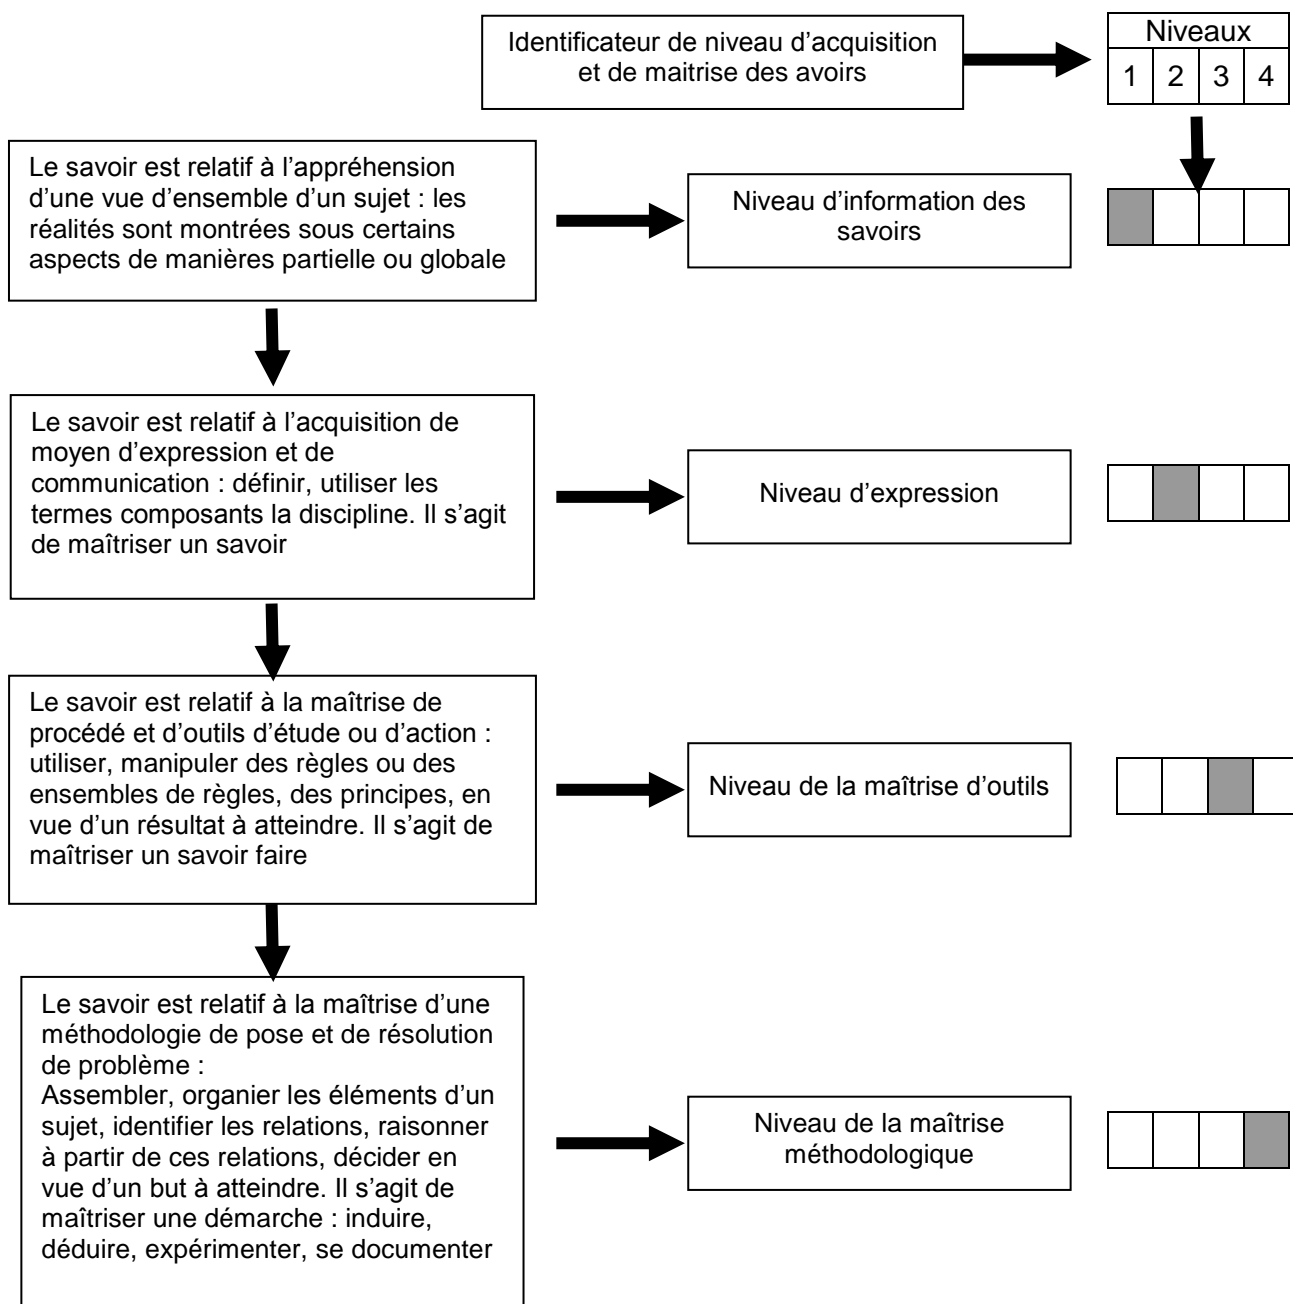 Identificateur de niveau d’acquisition
et de maitrise des avoirs
Niveaux
1 2 3 4
Le savoir est relatif à l’appréhension
d’une vue d’ensemble d’un sujet : les
réalités sont montrées sous certains
aspects de manières partielle ou globale
Niveau d’information des
savoirs
Le savoir est relatif à l’acquisition de
moyen d’expression et de
communication : définir, utiliser les
termes composants la discipline. Il s’agit
de maîtriser un savoir
Niveau d’expression
Le savoir est relatif à la maîtrise de
procédé et d’outils d’étude ou d’action :
utiliser, manipuler des règles ou des
ensembles de règles, des principes, en
vue d’un résultat à atteindre. Il s’agit de
maîtriser un savoir faire
Niveau de la maîtrise d’outils
Le savoir est relatif à la maîtrise d’une
méthodologie de pose et de résolution
de problème :
Assembler, organier les éléments d’un
sujet, identifier les relations, raisonner
à partir de ces relations, décider en
vue d’un but à atteindre. Il s’agit de
maîtriser une démarche : induire,
déduire, expérimenter, se documenter
Niveau de la maîtrise
méthodologique